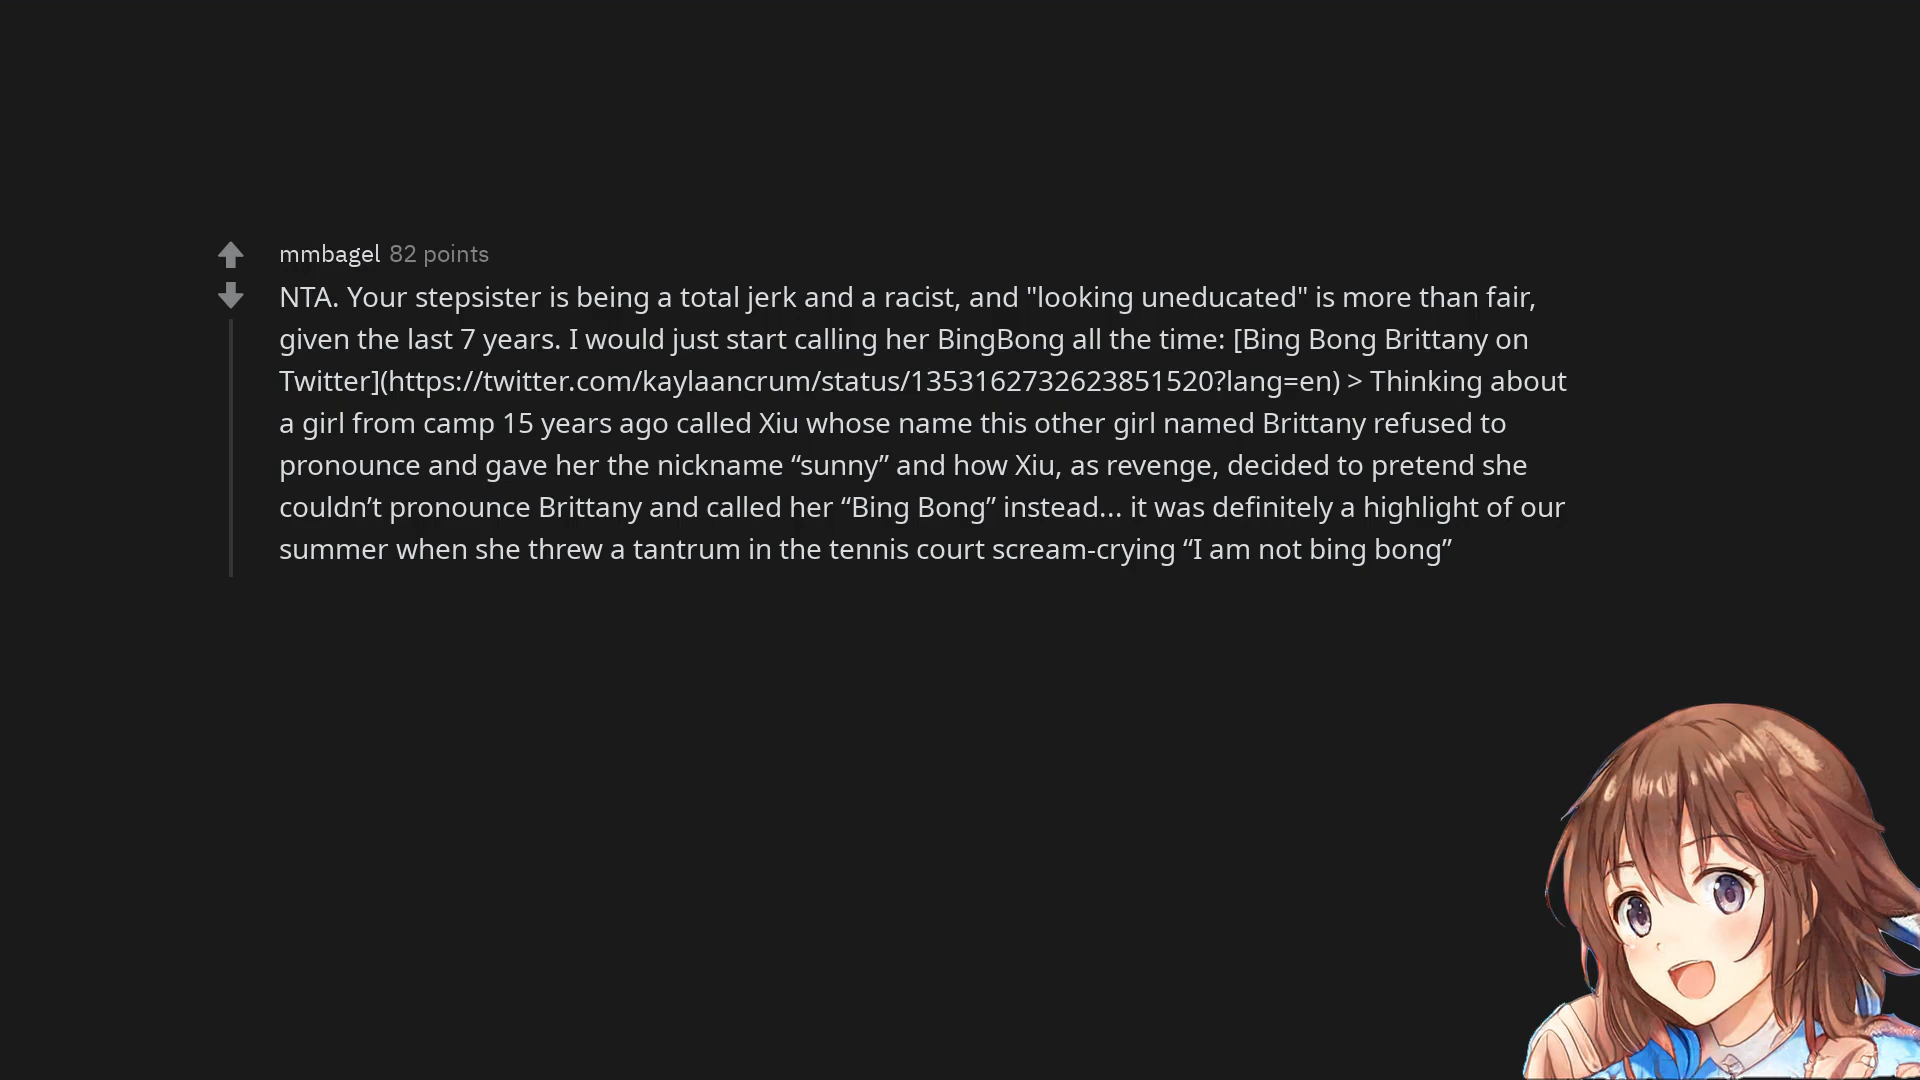 mmbagel 82 points
NTA. Your stepsister is being a total jerk and a racist, and "looking uneducated" is more than fair,
given the last 7 years. I would just start calling her BingBong all the time: [Bing Bong Brittany on
Twitter](https://twitter.com/kaylaancrum/status/1353162732623851520?lang=en) > Thinking about
a girl from camp 15 years ago called Xiu whose name this other girl named Brittany refused to
pronounce and gave her the nickname “sunny” and how Xiu, as revenge, decided to pretend she
couldn’t pronounce Brittany and called her “Bing Bong” instead... it was definitely a highlight of our
summer when she threw a tantrum in the tennis court scream-crying “I am not bing bong”